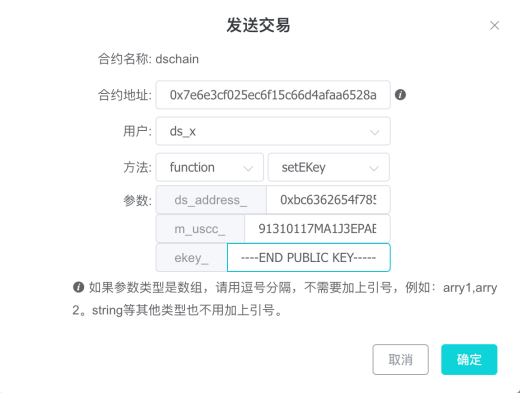 发送交易
合约名称: dschain
合约地址: 0x7e6e3cf025ec6f15c66d4afaa6528a
用户: ds_x
方法: function setEKey
参数: ds_address_ 0xbc6362654f785
m_uscc_ 91310117MA1J3EPAE
ekey_ ----END PUBLIC KEY-----
如果参数类型是数组，请用逗号分隔，不需要加上引号，例如：arry1,arry
2。string等其他类型也不用加上引号。
取消 确定